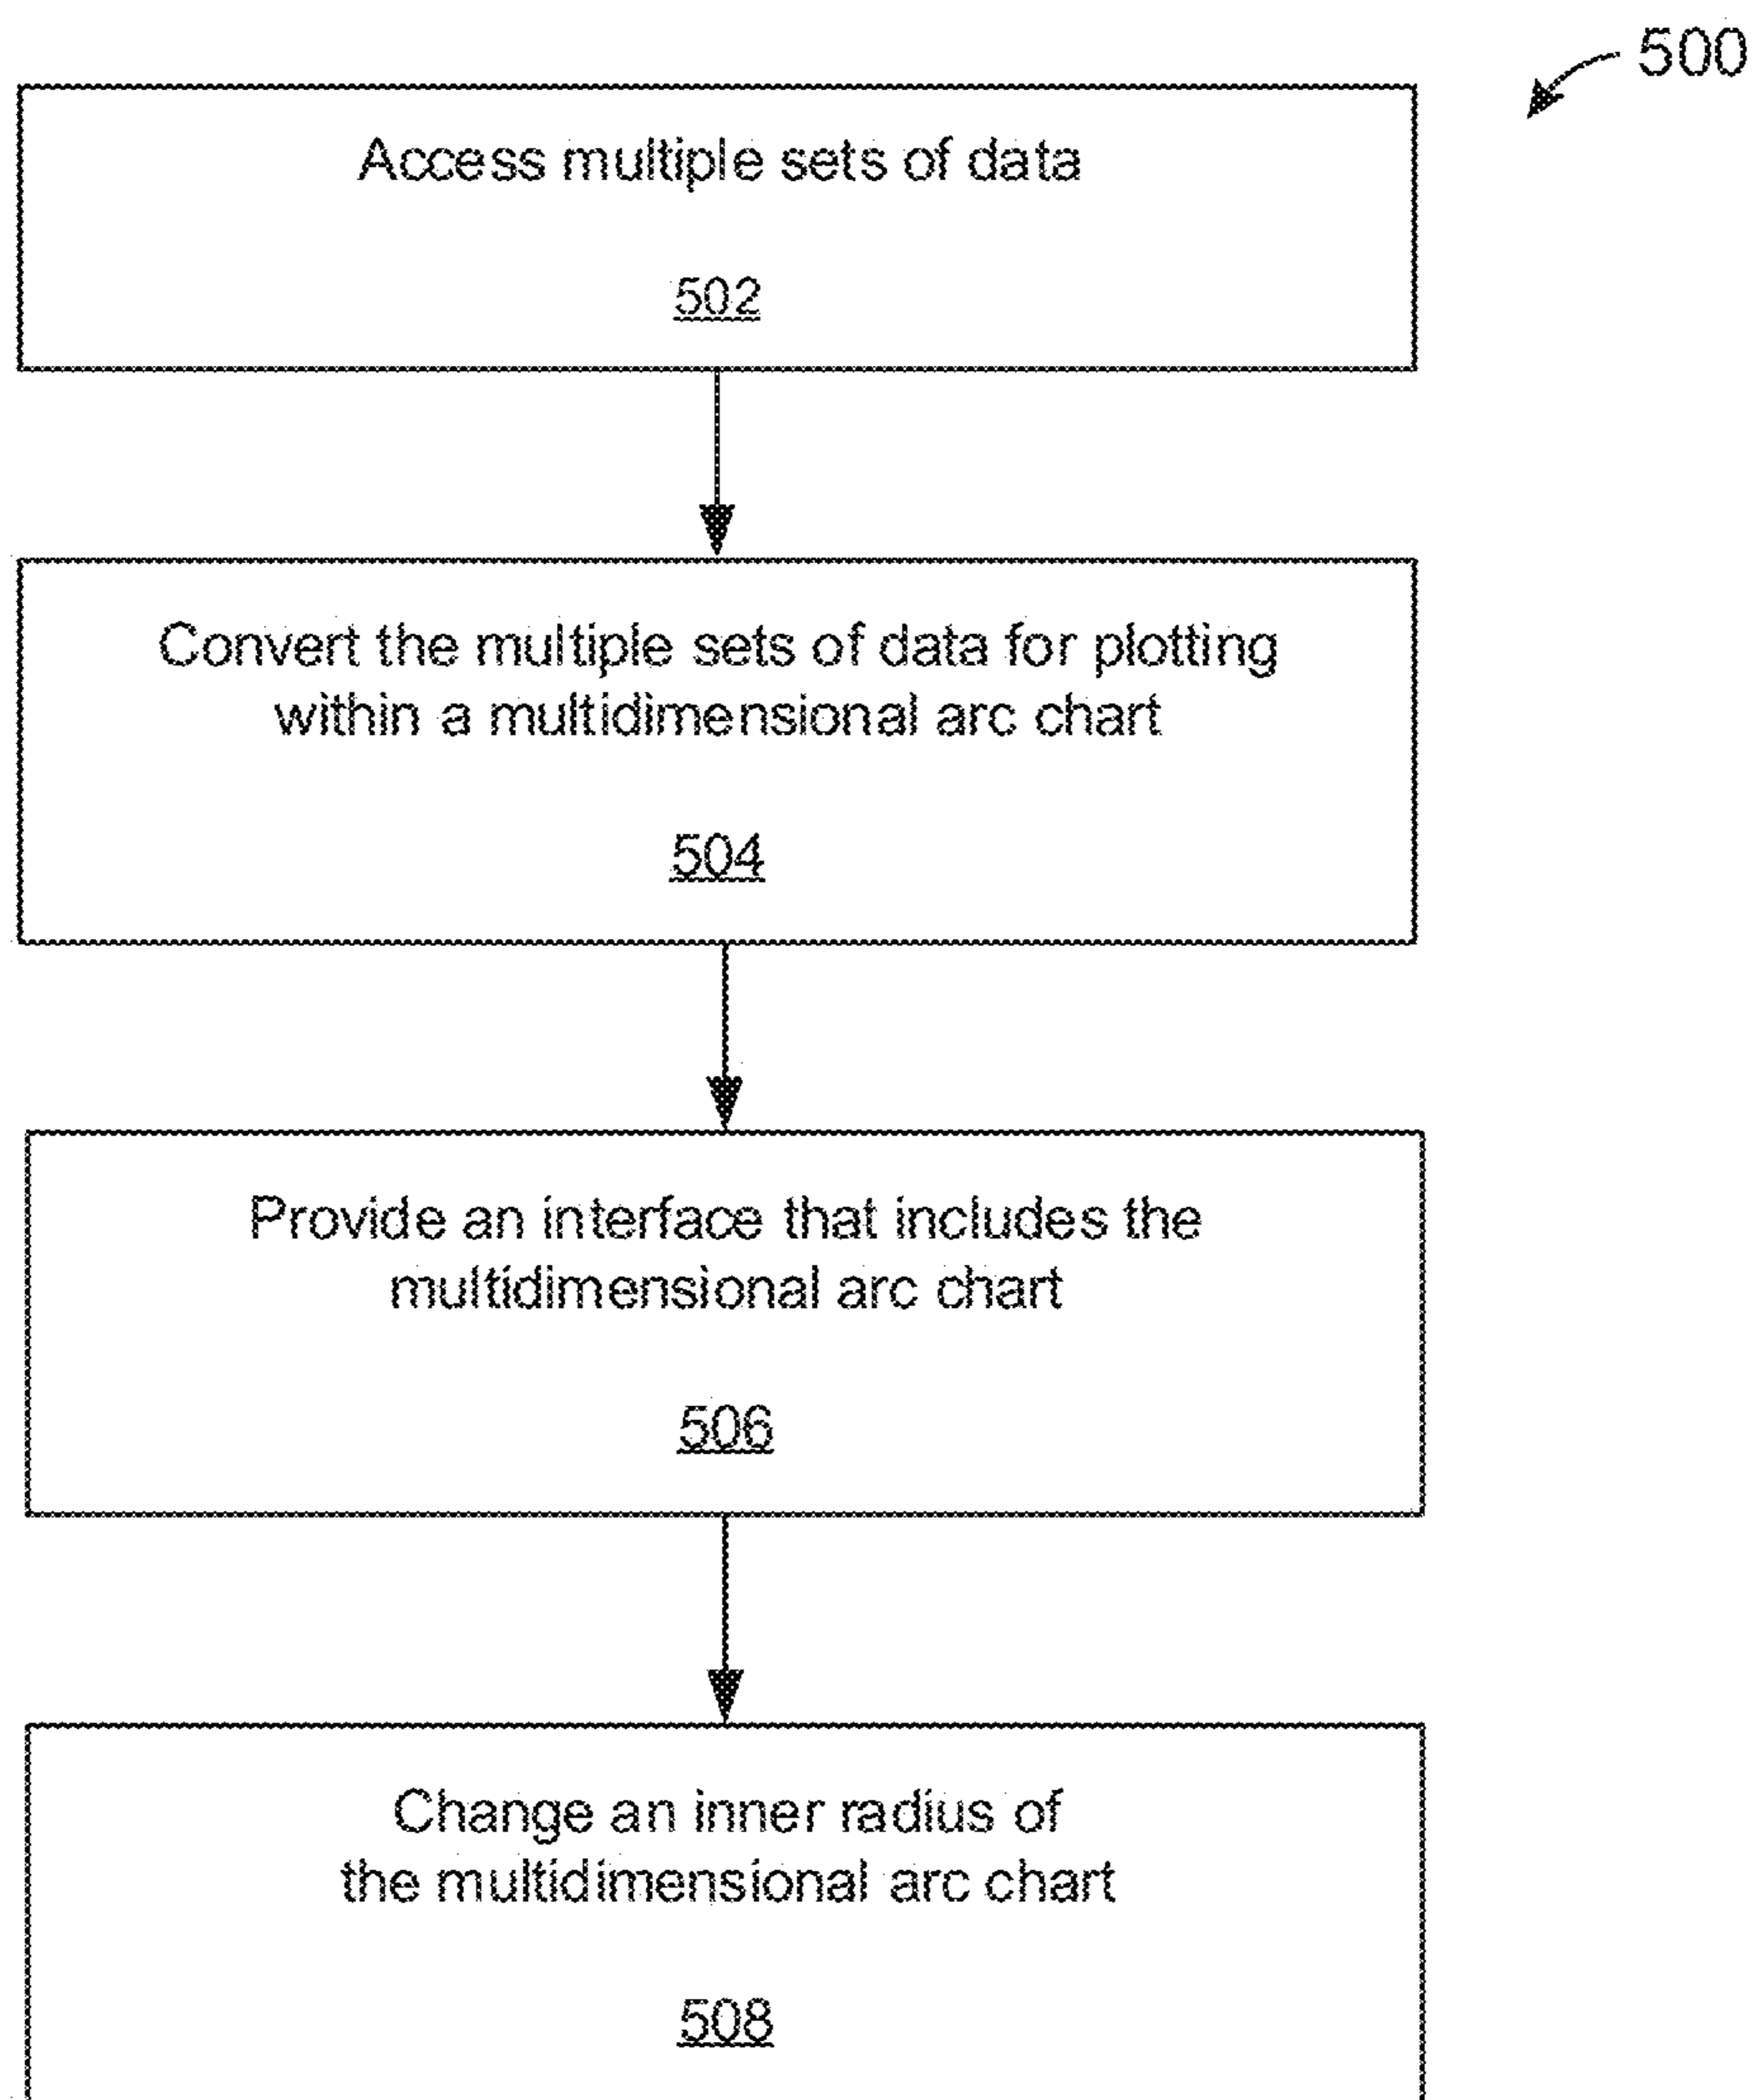 500
Access multiple sets of data
502
Convert the multiple sets of data for plotting
within a multidimensional arc chart
504
Provide an interface that includes the
multidimensional arc chart
506
Change an inner radius of
the multidimensional arc chart
508